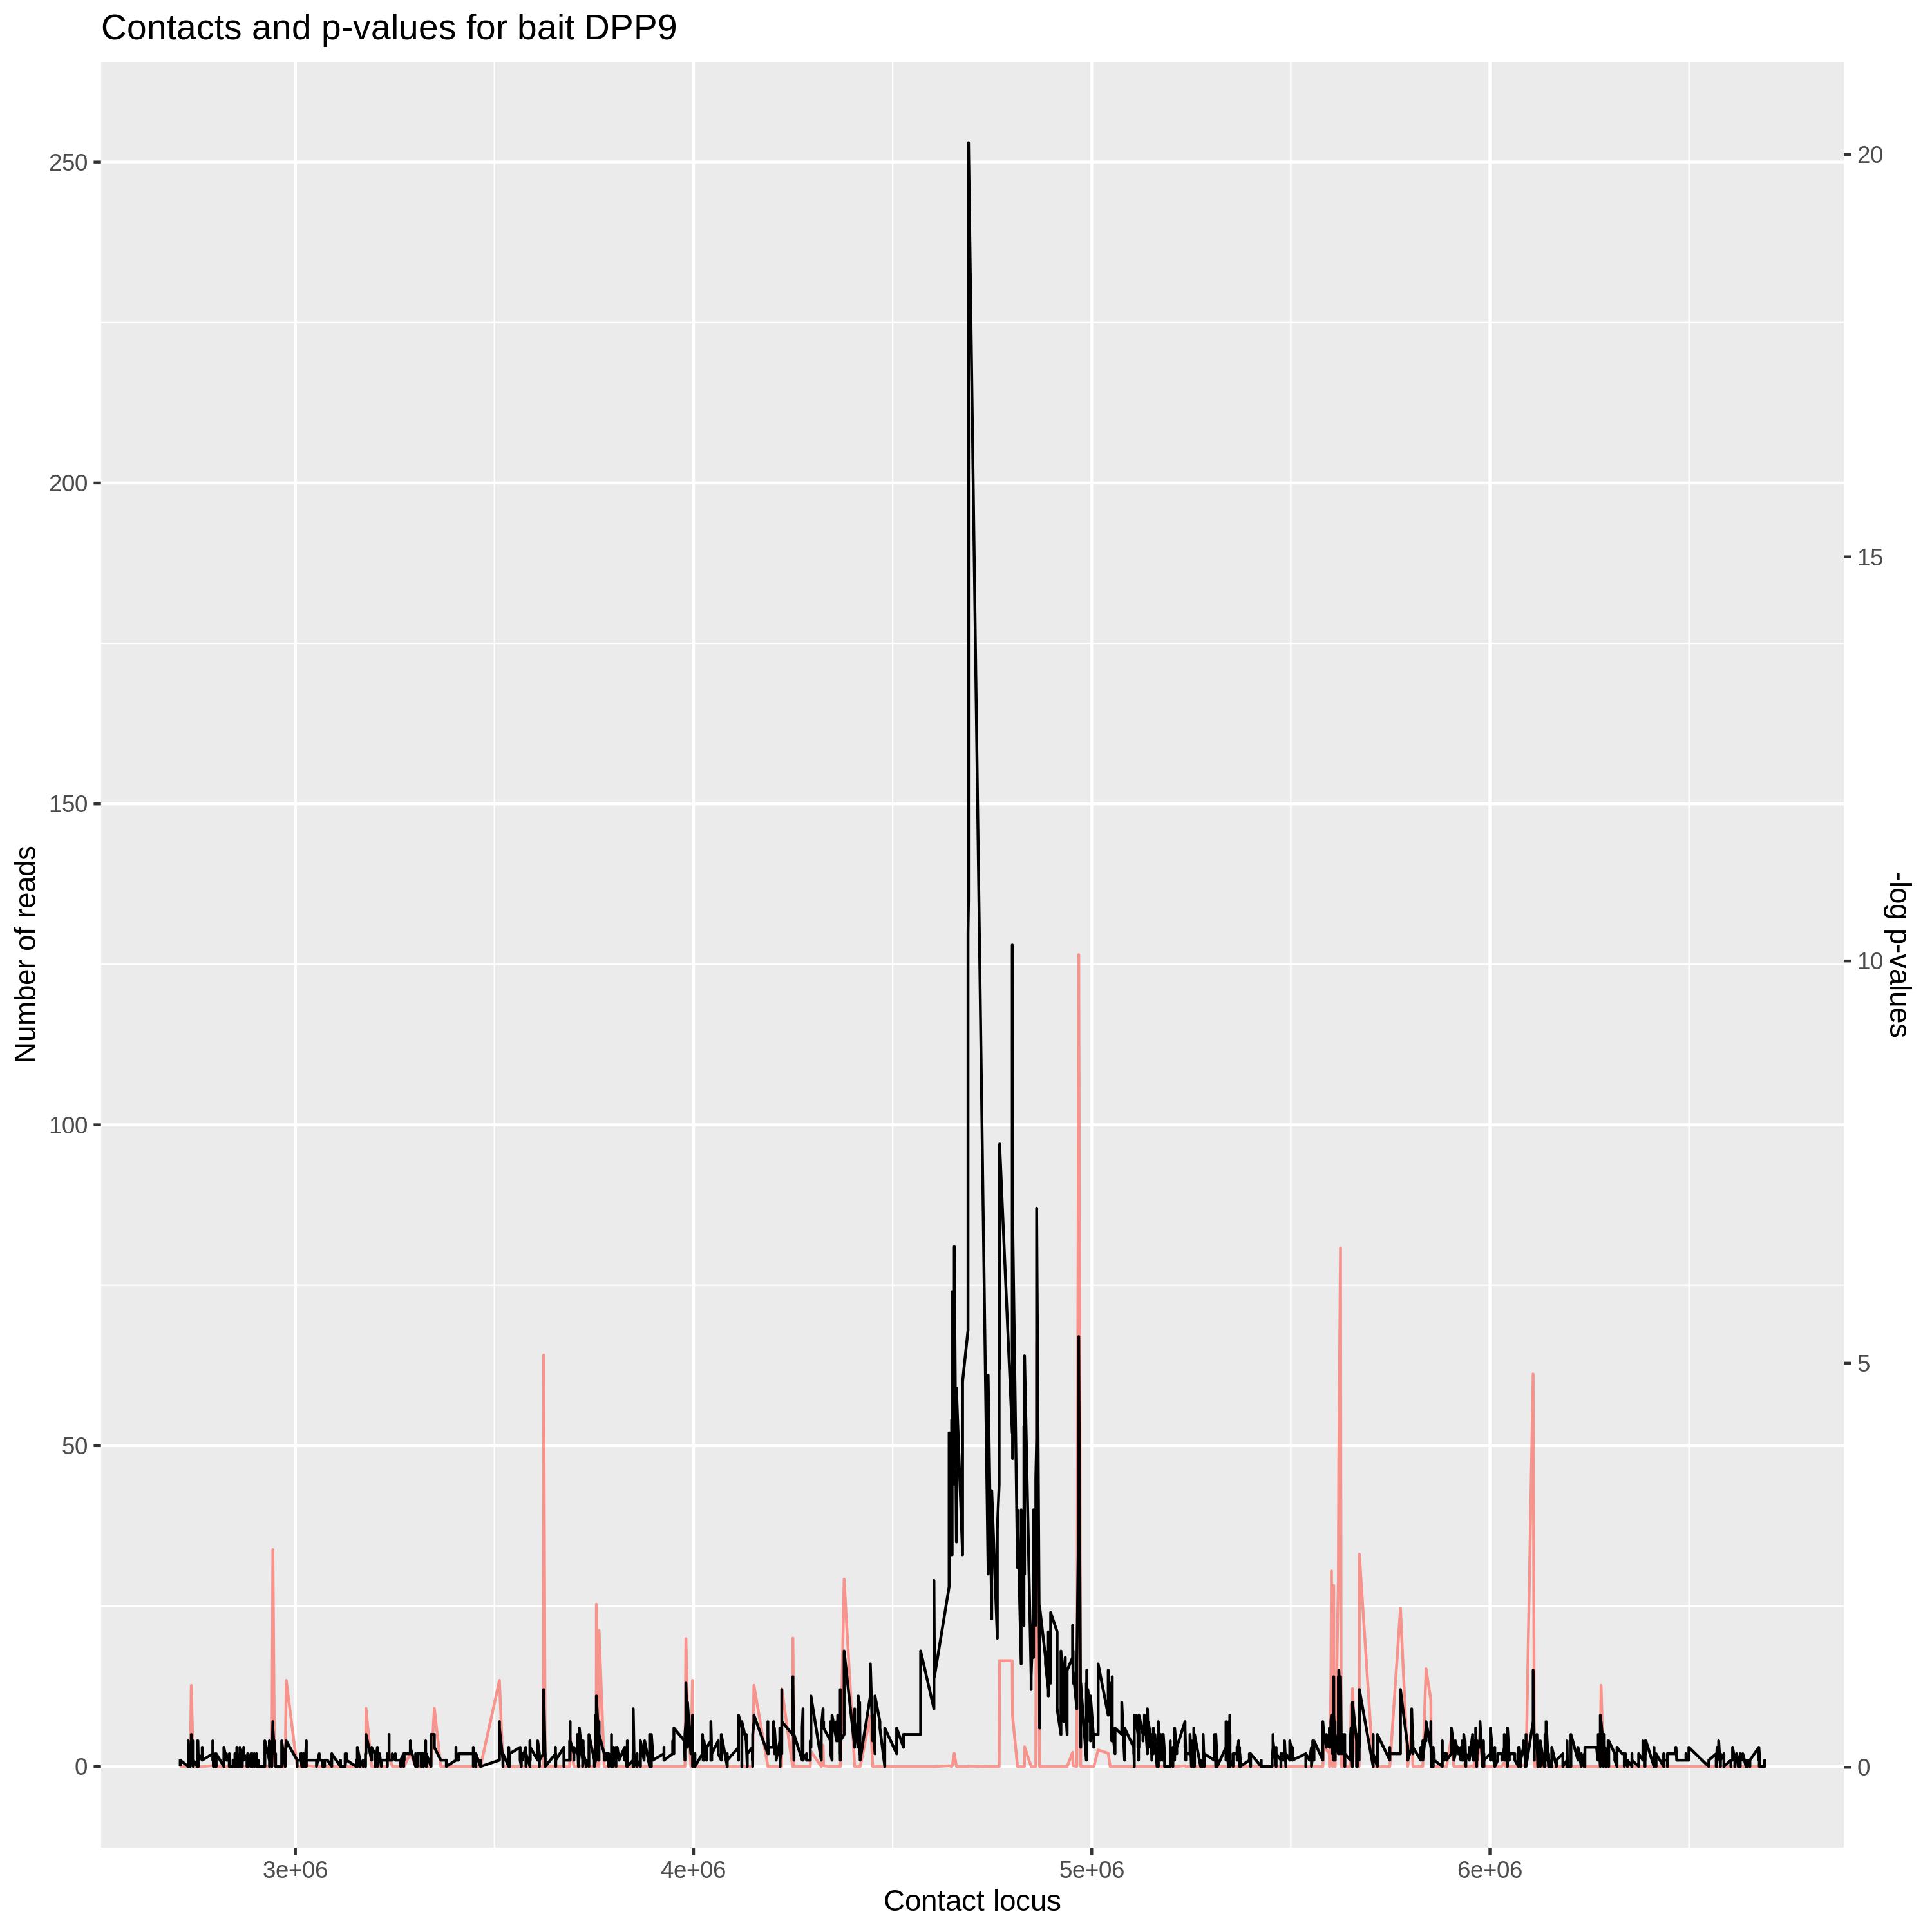 Contacts and p-values for bait DPP9
250
200
150
100
50
0
Number of reads
20
15
10
5
0
-log p-values
3e+06
4e+06
5e+06
6e+06
Contact locus